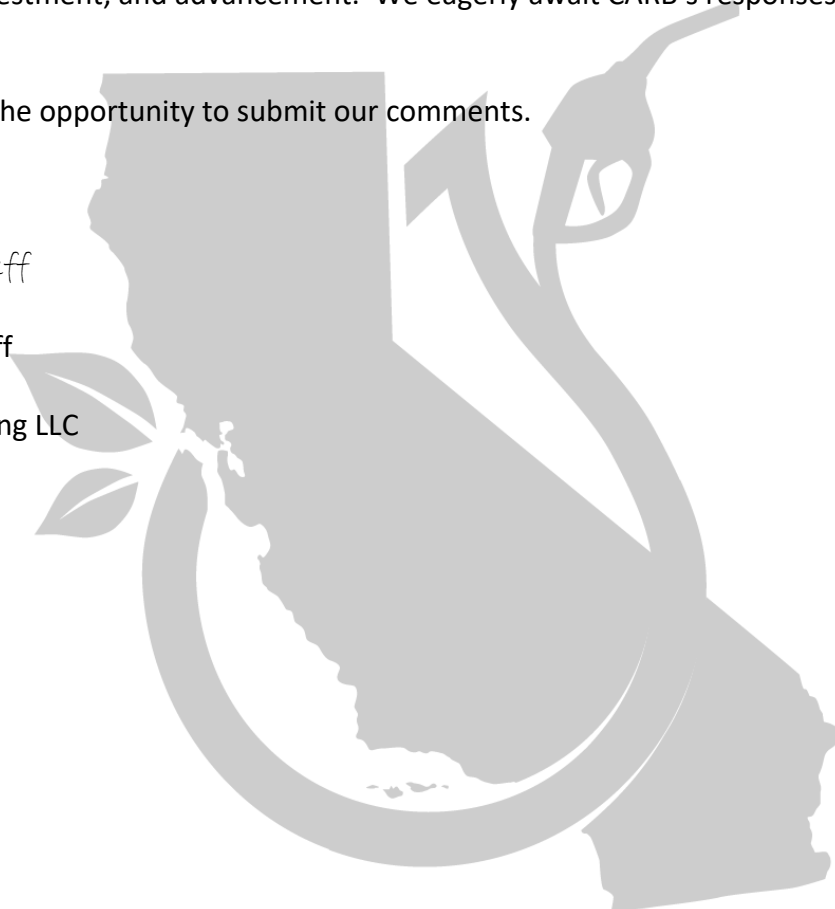 estment, and advancement. We eagerly await CARB's responses
he opportunity to submit our comments.
ff
ng LLC